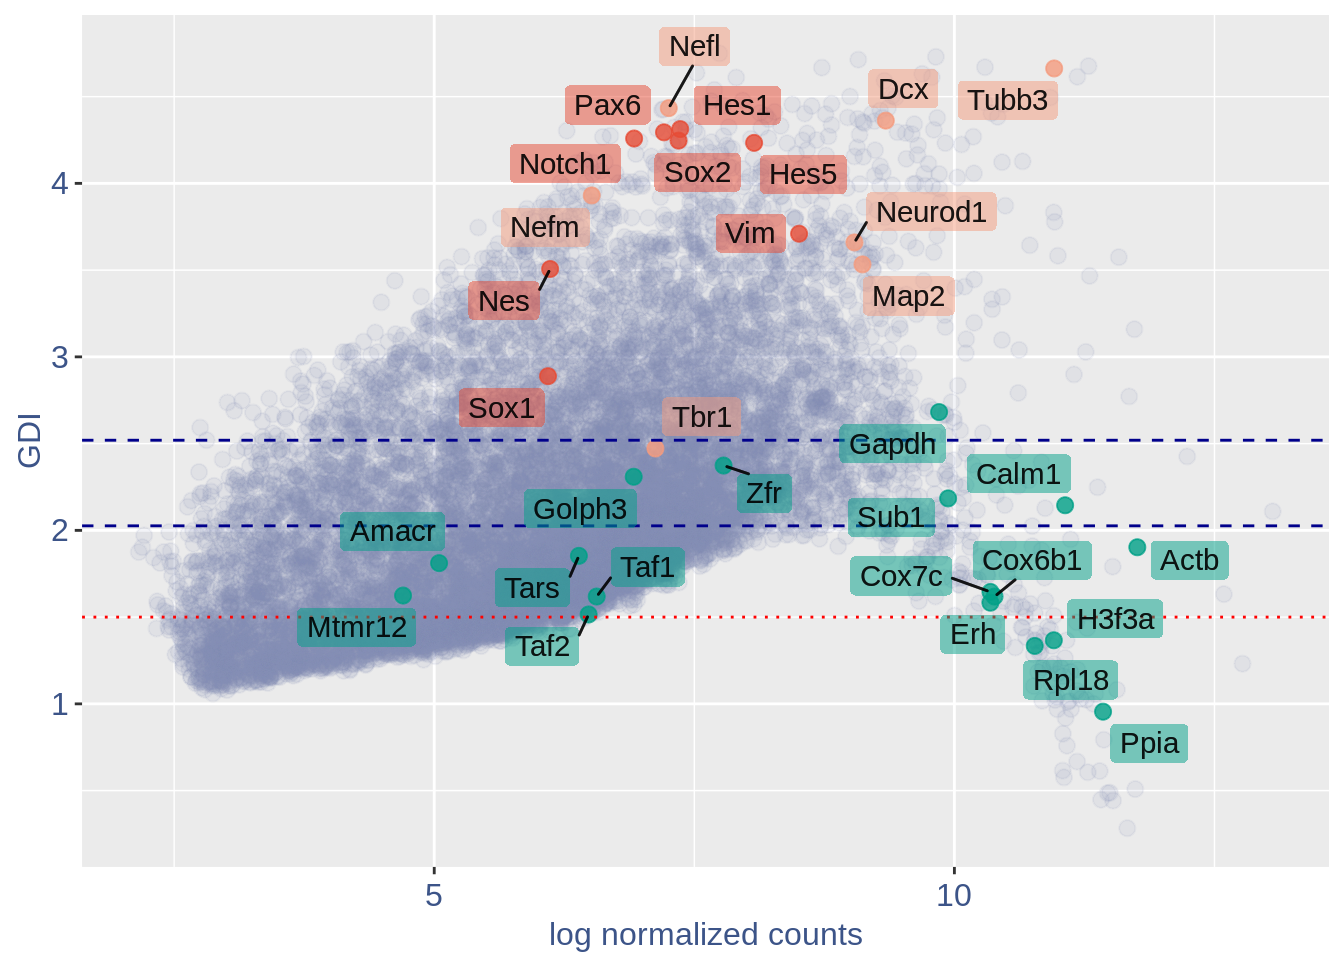 Nefl
Dcx
Tubb3
Pax6
Hes1
Notch1
Sox2
Hes5
4
Nefm
Vim
Neurod1
Nes
Map2
3
Sox1
Tbr1
Gapdh
Calm1
GDI
Golph3
Zfr
Sub1
2
Amacr
Tars
Taf1
Cox7c
Cox6b1
Actb
Mtmr12
Taf2
Erh
H3f3a
Rpl18
1
Ppia
5
10
log normalized counts